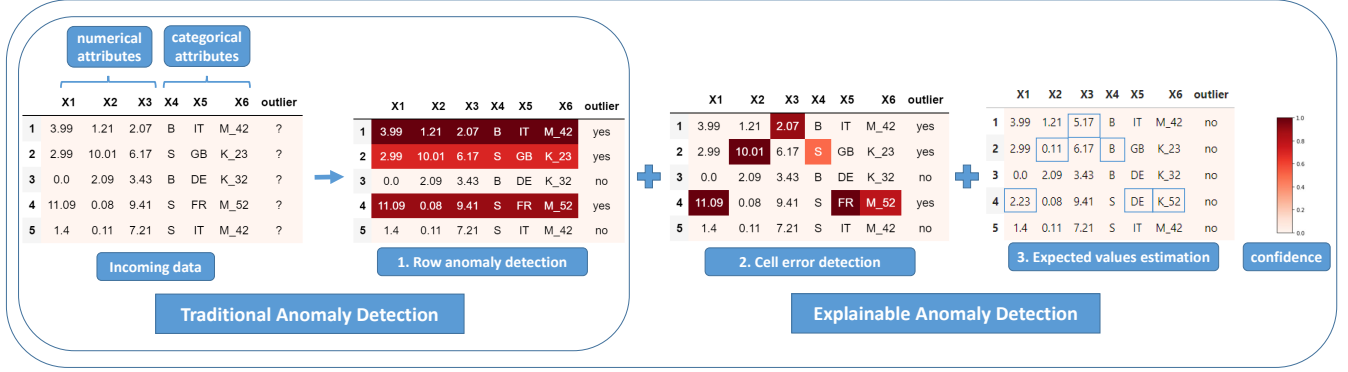 numerical
attributes
categorical
attributes
X1 X2 X3 X4 X5 X6 outlier
1 3.99 1.21 2.07 B IT M_42 ?
2 2.99 10.01 6.17 S GB K_23 ?
3 0.0 2.09 3.43 B DE K_32 ?
4 11.09 0.08 9.41 S FR M_52 ?
5 1.4 0.11 7.21 S IT M_42 ?
Incoming data
X1 X2 X3 X4 X5 X6 outlier
1 3.99 1.21 2.07 B IT M_42 yes
2 2.99 10.01 6.17 S GB K_23 yes
3 0.0 2.09 3.43 B DE K_32 no
4 11.09 0.08 9.41 S FR M_52 yes
5 1.4 0.11 7.21 S IT M_42 no
1. Row anomaly detection
Traditional Anomaly Detection
X1 X2 X3 X4 X5 X6 outlier
1 3.99 1.21 2.07 B IT M_42 yes
2 2.99 10.01 6.17 S GB K_23 yes
3 0.0 2.09 3.43 B DE K_32 no
4 11.09 0.08 9.41 S FR M_52 yes
5 1.4 0.11 7.21 S IT M_42 no
2. Cell error detection
X1 X2 X3 X4 X5 X6 outlier
1 3.99 1.21 5.17 B IT M_42 no
2 2.99 0.11 6.17 B GB K_23 no
3 0.0 2.09 3.43 B DE K_32 no
4 2.23 0.08 9.41 S DE K_52 no
5 1.4 0.11 7.21 S IT M_42 no
3. Expected values estimation
1.0
0.8
0.6
0.4
0.2
0.0
confidence
Explainable Anomaly Detection